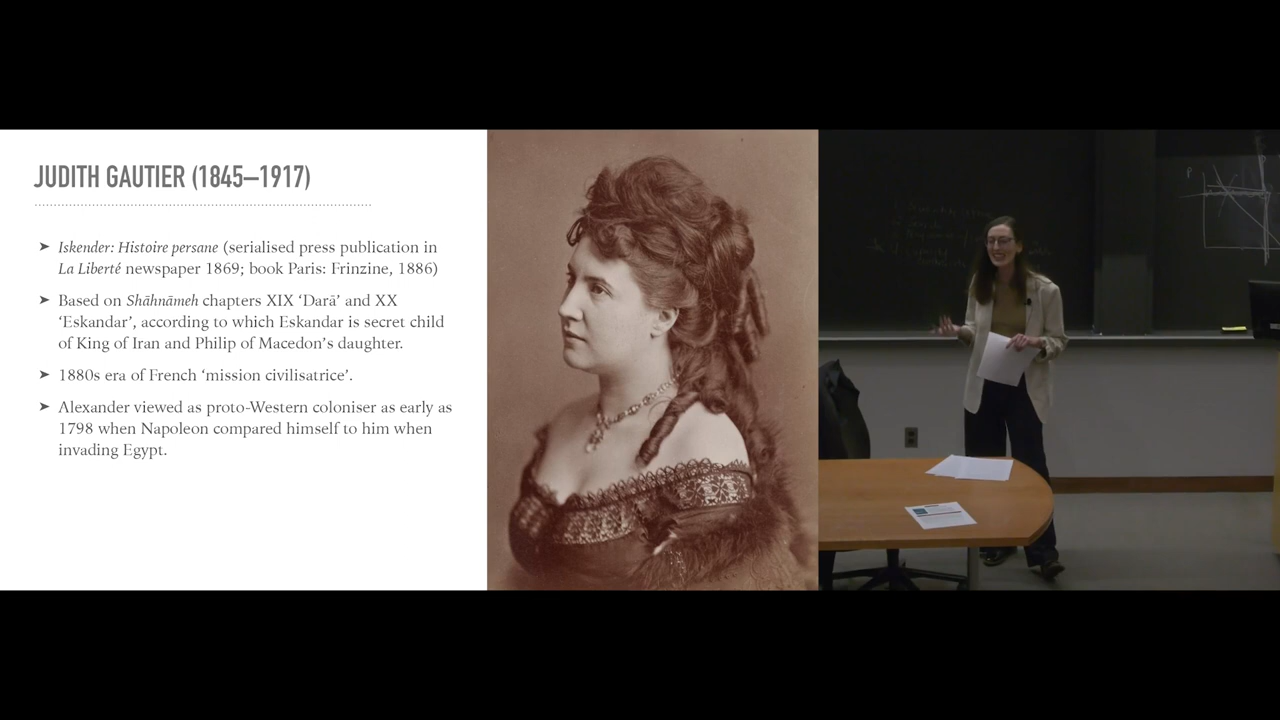 JUDITH GAUTIER (1845–1917)
➤ Iskender: Histoire persane (serialised press publication in
La Liberté newspaper 1869; book Paris: Frinzine, 1886)
➤ Based on Shāhnāmeh chapters XIX ‘Darā’ and XX
‘Eskandar’, according to which Eskandar is secret child
of King of Iran and Philip of Macedon’s daughter.
➤ 1880s era of French ‘mission civilisatrice’.
➤ Alexander viewed as proto-Western coloniser as early as
1798 when Napoleon compared himself to him when
invading Egypt.
P